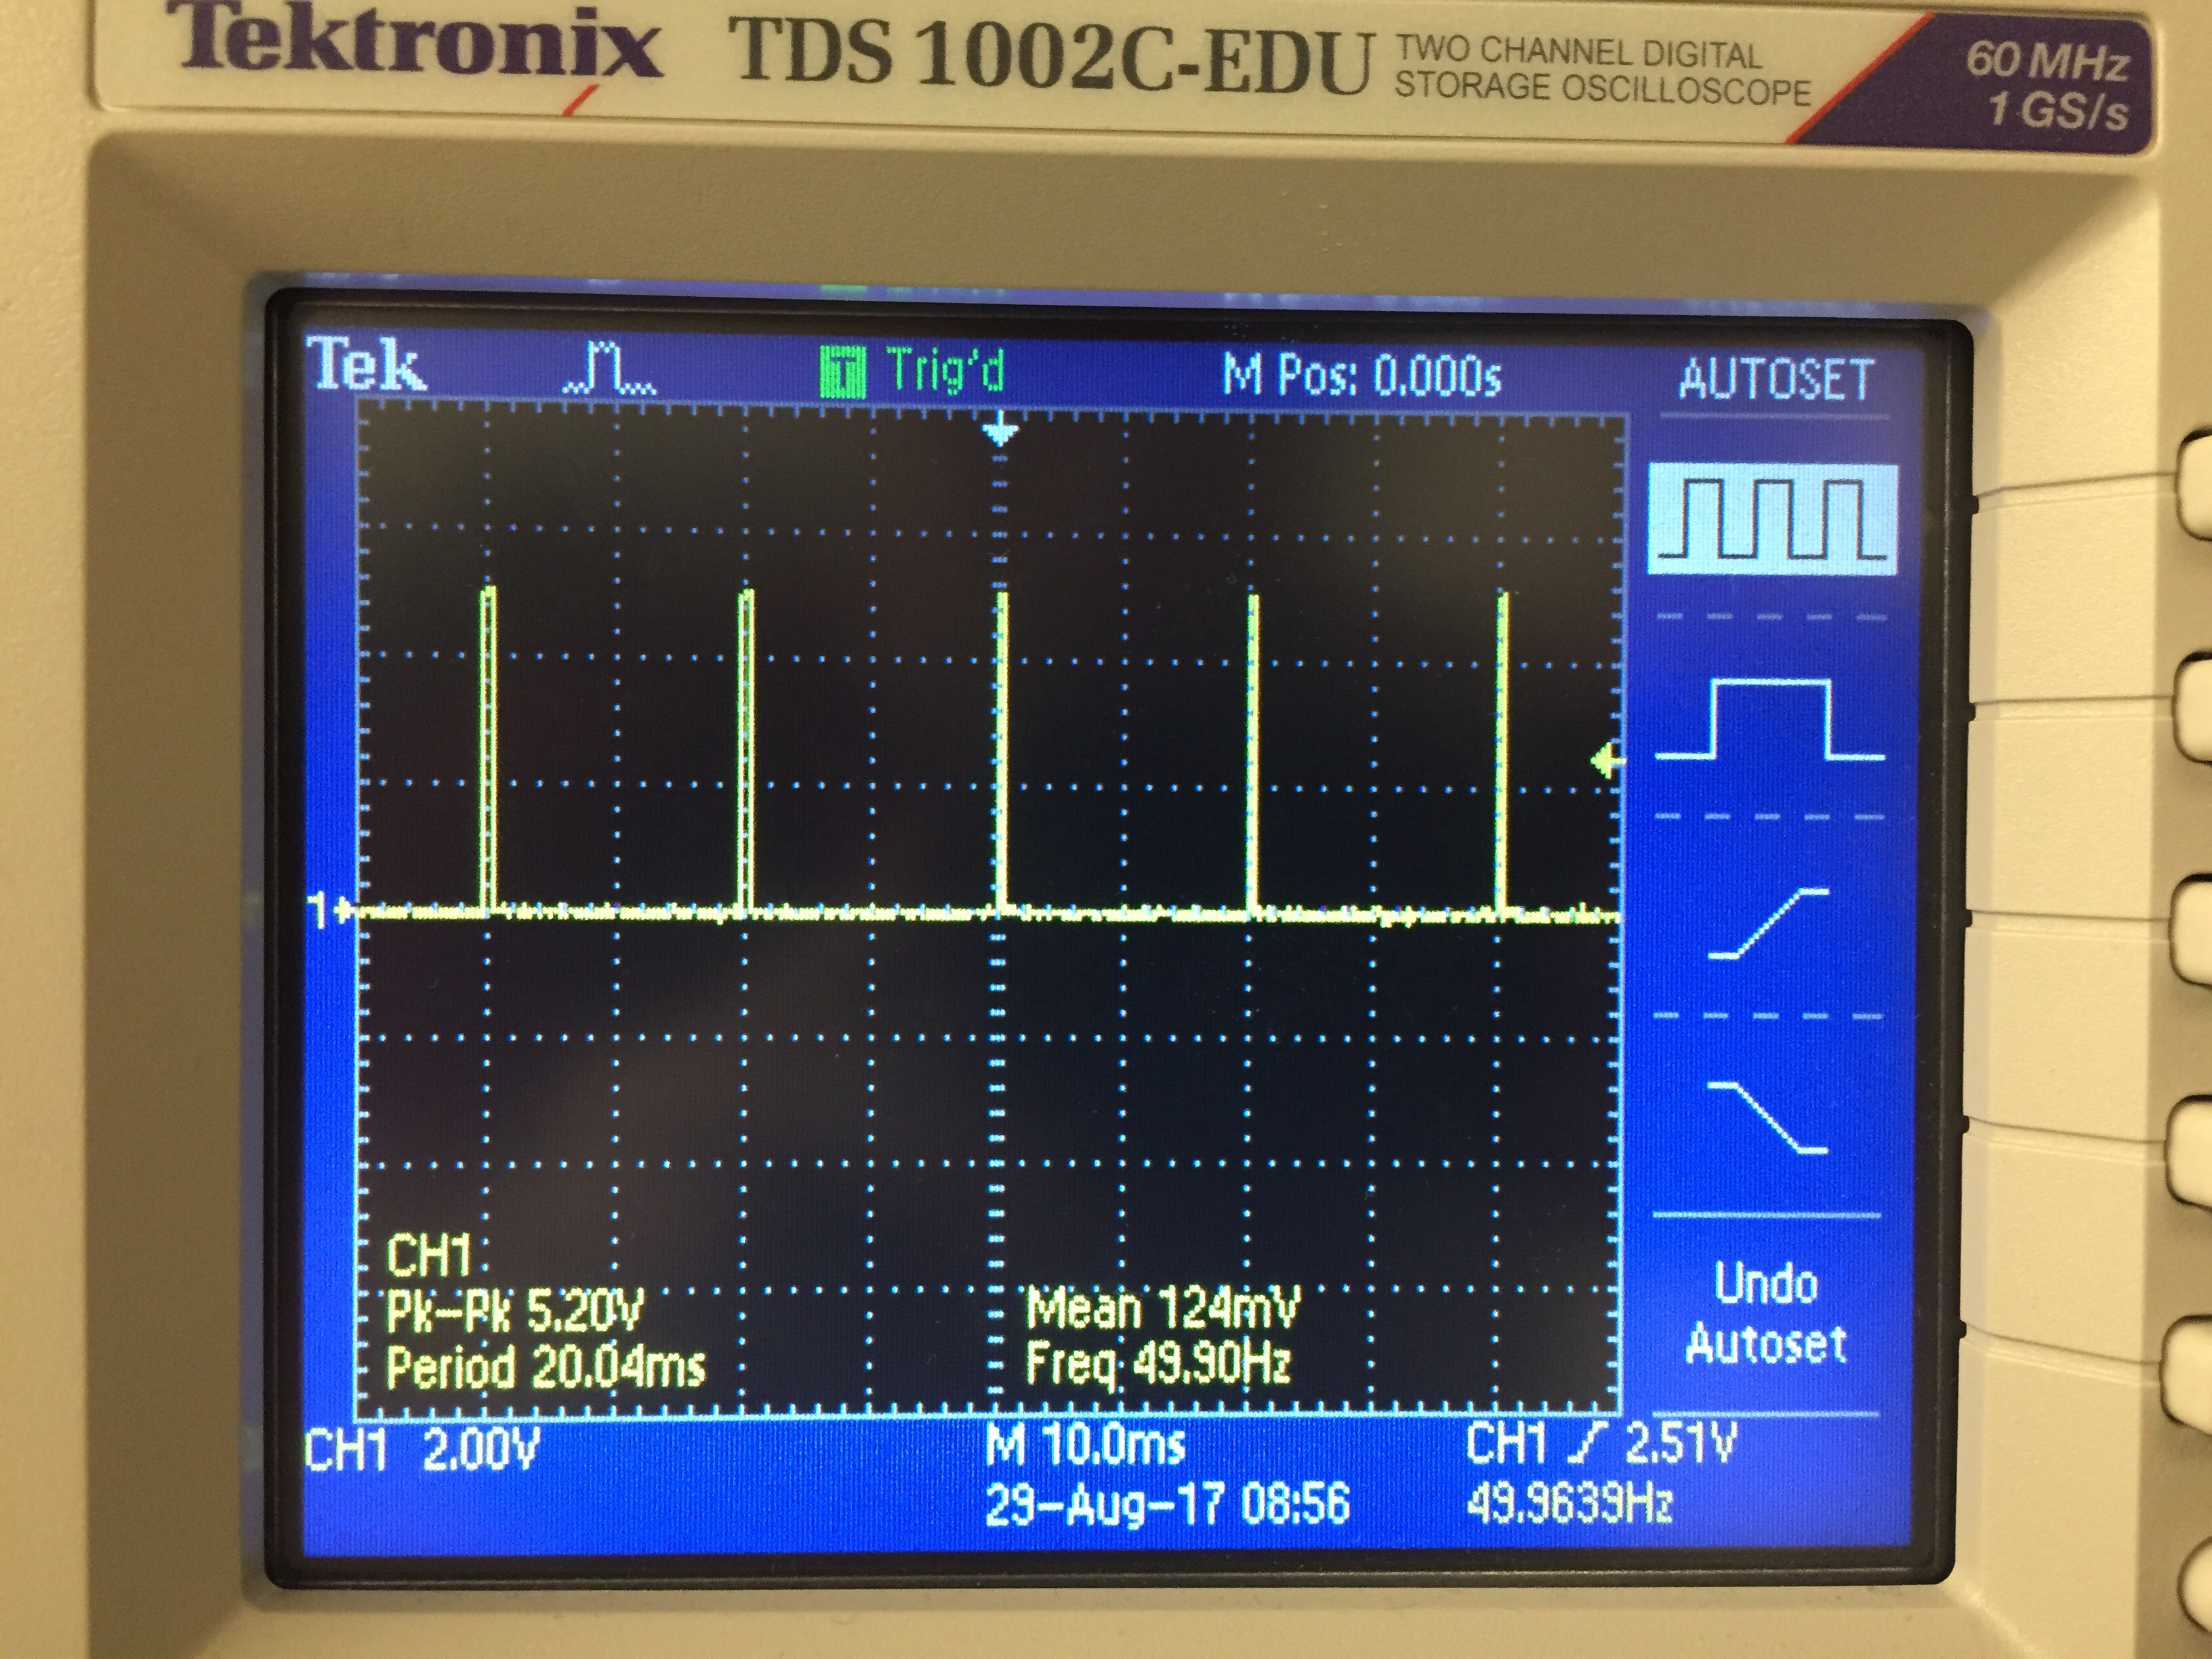 Tektronix TDS 1002C-EDU TWO CHANNEL DIGITAL STORAGE OSCILLOSCOPE
60 MHz
1 GS/s
Tek T Trig'd M Pos: 0.000s AUTOSET
1
CH1
Pk-Pk 5.20V Mean 124mV
Period 20.04ms Freq 49.90Hz
Undo
Autoset
CH1 2.00V M 10.0ms CH1 2.51V
29-Aug-17 08:56 49.9639Hz